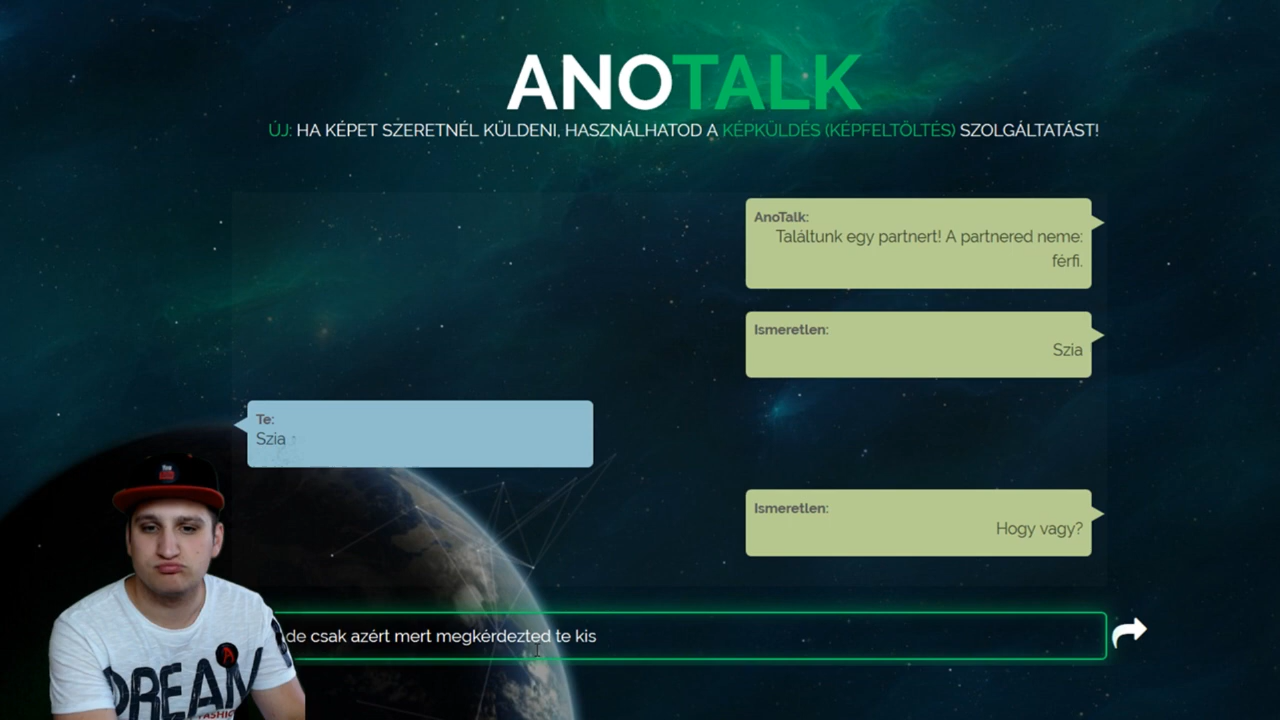 ANOTALK
ÚJ: HA KÉPET SZERETNÉL KÜLDENI, HASZNÁLHATOD A KÉPKÜLDÉS (KÉPFELTÖLTÉS) SZOLGÁLTATÁST!
AnoTalk:
Találtunk egy partnert! A partnered neme:
férfi.
Ismeretlen:
Szia
Te:
Szia
Ismeretlen:
Hogy vagy?
de csak azért mert megkérdezted te kis
DREAM